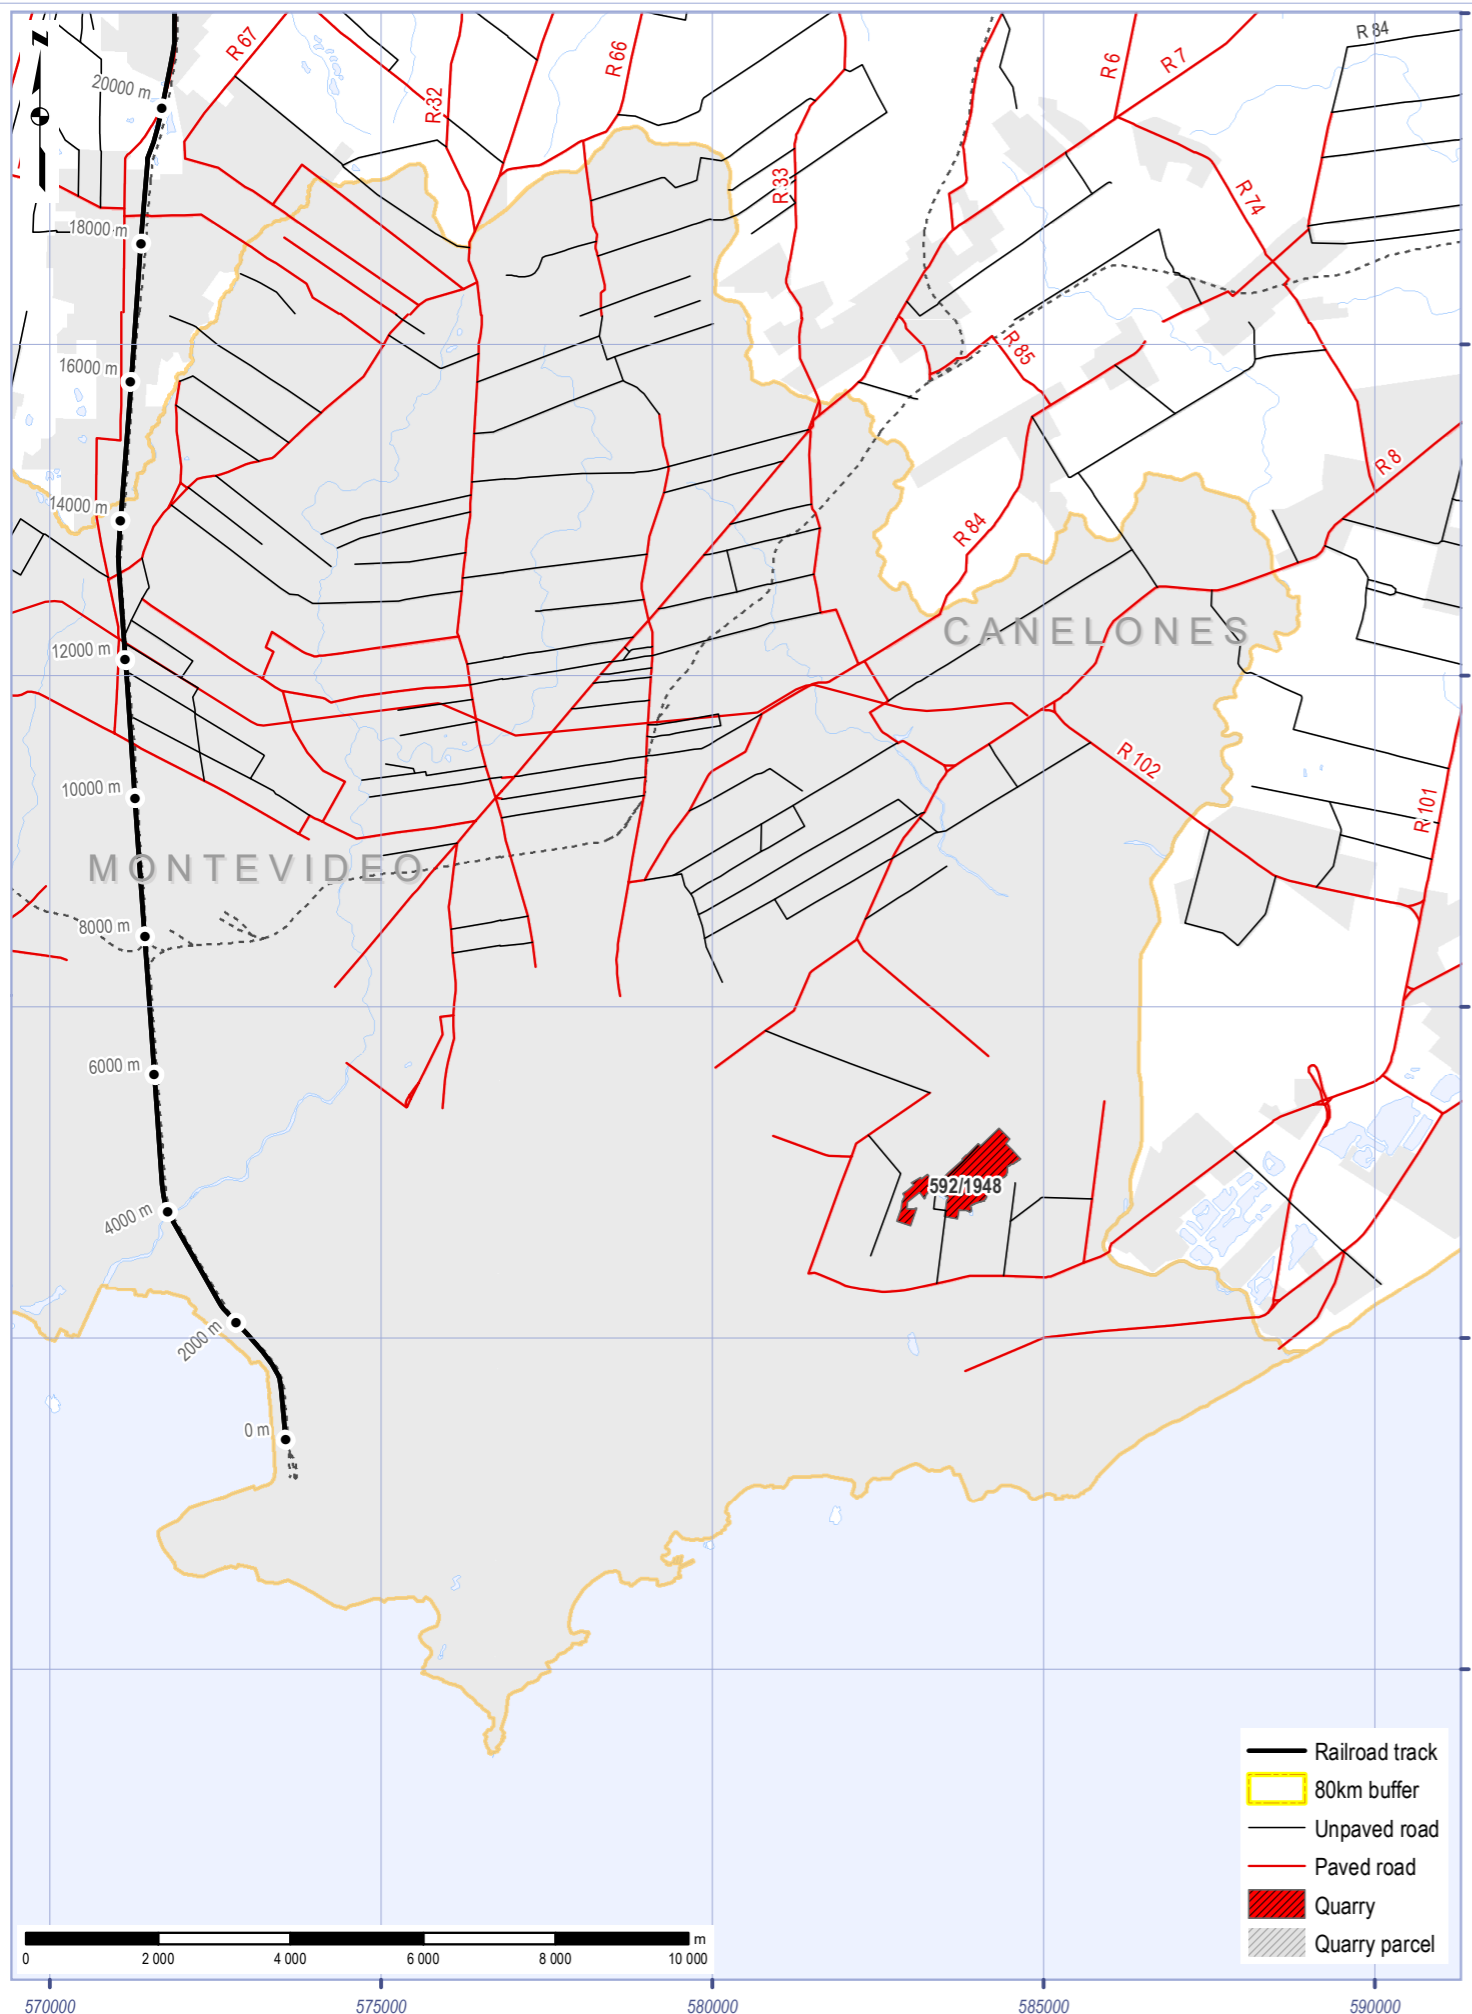 N
R 67
R 32
R 66
R 33
R 6
R 7
R 84
R 74
R 85
R 8
R 84
20000 m
18000 m
16000 m
14000 m
12000 m
CANELONES
R 102
R 101
10000 m
MONTEVIDEO
8000 m
6000 m
4000 m
592/1948
2000 m
0 m
Railroad track
80km buffer
Unpaved road
Paved road
Quarry
Quarry parcel
m
0 2 000 4 000 6 000 8 000 10 000
570000 575000 580000 585000 590000